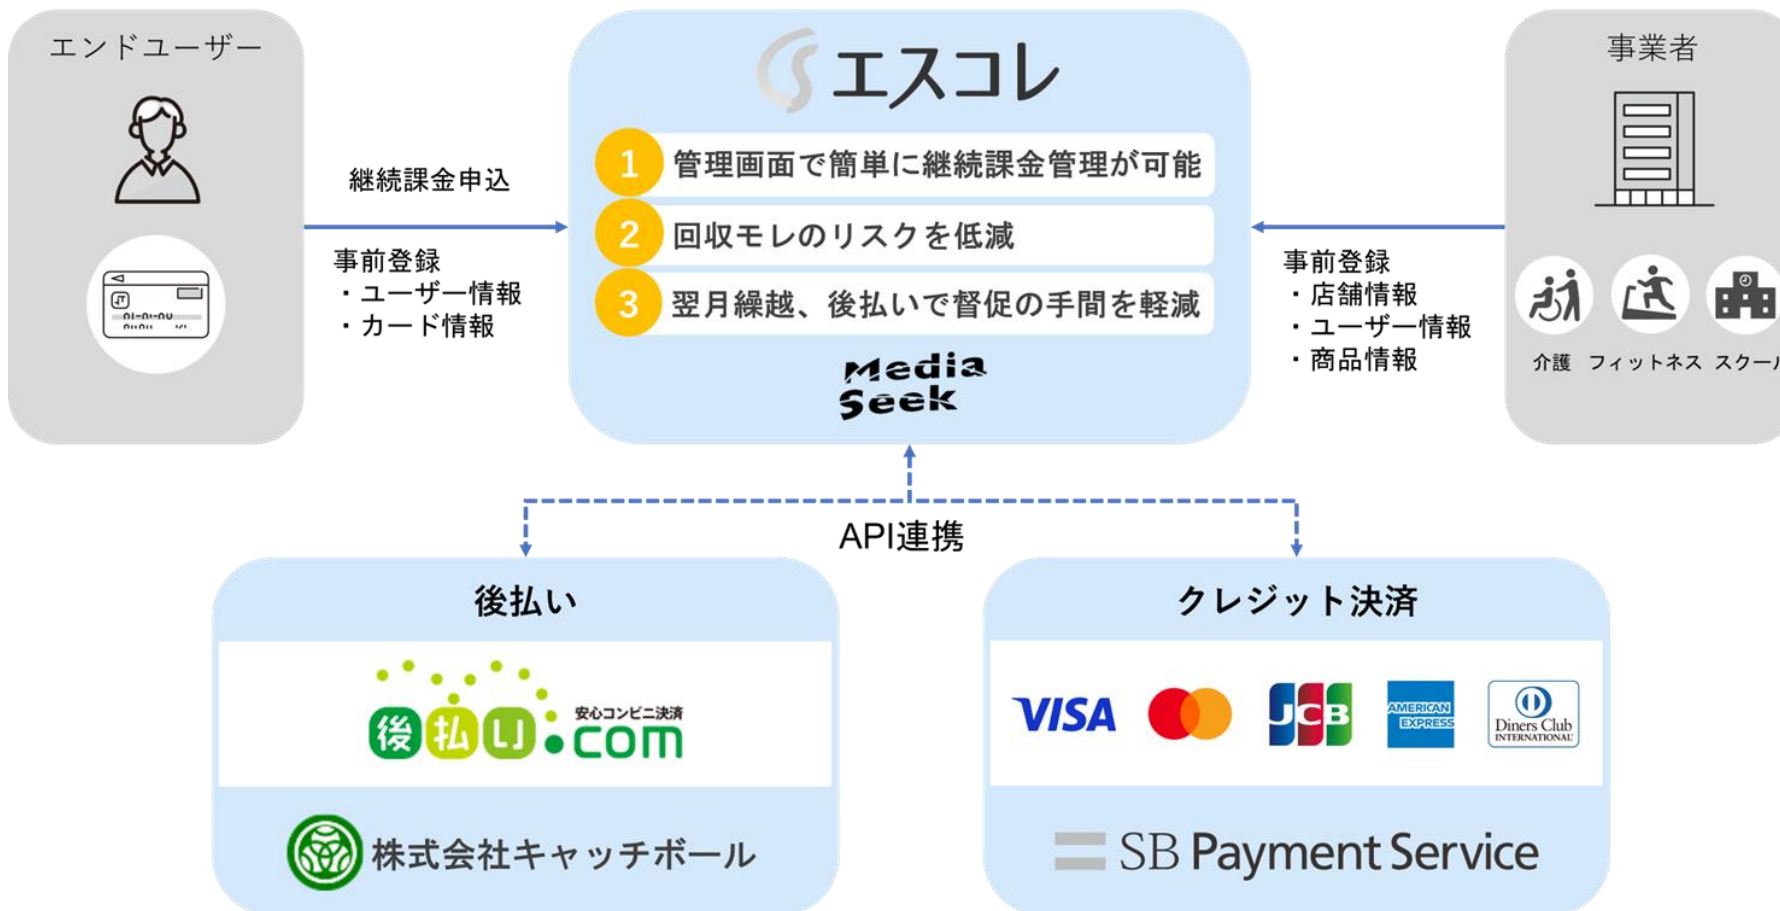 エンドユーザー
継続課金申込
事前登録
・ユーザー情報
・カード情報
エスコレ
1 管理画面で簡単に継続課金管理が可能
2 回収モレのリスクを低減
3 翌月繰越、後払いで督促の手間を軽減
Media
Seek
事前登録
・店舗情報
・ユーザー情報
・商品情報
事業者
介護 フィットネス スクール
API連携
後払い
安心コンビニ決済
後払い.com
株式会社キャッチボール
クレジット決済
VISA
JCB
AMERICAN
EXPRESS
Diners Club
INTERNATIONAL
SB Payment Service